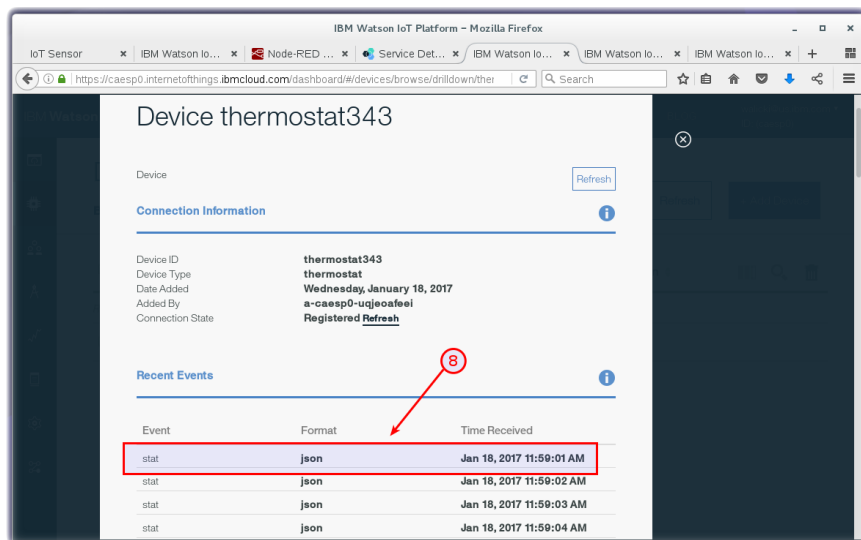 IBM Watson IoT Platform – Mozilla Firefox
IoT Sensor × IBM Watson Io... × Node-RED ... × Service Det... × IBM Watson Io... × IBM Watson Io... × IBM Watson Io... × +
https://caesp0.internetofthings.ibmcloud.com/dashboard/#/devices/browse/drilldown/ther Search
IBM Watson
Device thermostat343
Device
Refresh
Connection Information
Device ID thermostat343
Device Type thermostat
Date Added Wednesday, January 18, 2017
Added By a-caesp0-uqjeoafeei
Connection State Registered Refresh
8
Recent Events
Event Format Time Received
stat json Jan 18, 2017 11:59:01 AM
stat json Jan 18, 2017 11:59:02 AM
stat json Jan 18, 2017 11:59:03 AM
stat json Jan 18, 2017 11:59:04 AM